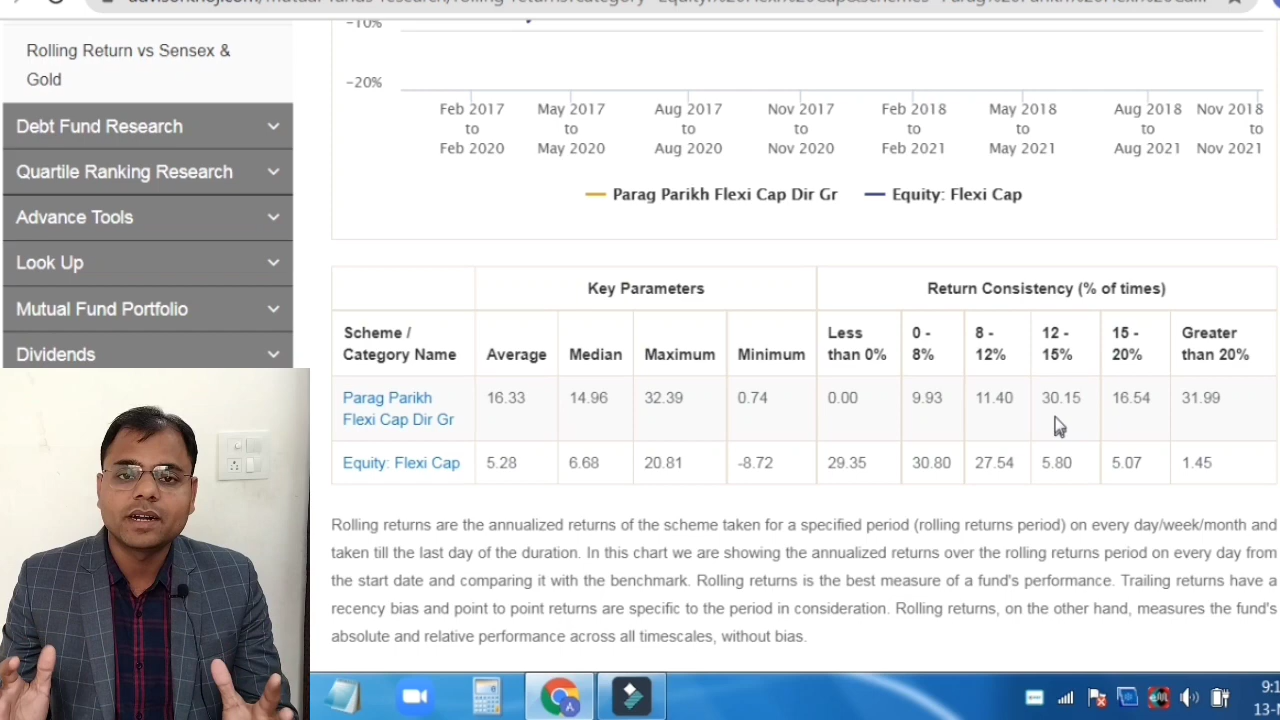 Rolling Return vs Sensex &
Gold
Debt Fund Research
Quartile Ranking Research
Advance Tools
Look Up
Mutual Fund Portfolio
Dividends
-10%
-20%
Feb 2017 May 2017 Aug 2017 Nov 2017 Feb 2018 May 2018 Aug 2018 Nov 2018
to to to to to to to to
Feb 2020 May 2020 Aug 2020 Nov 2020 Feb 2021 May 2021 Aug 2021 Nov 2021
Parag Parikh Flexi Cap Dir Gr Equity: Flexi Cap
Key Parameters Return Consistency (% of times)
Scheme / Less 0 - 8 - 12 - 15 - Greater
Category Name Average Median Maximum Minimum than 0% 8% 12% 15% 20% than 20%
Parag Parikh 16.33 14.96 32.39 0.74 0.00 9.93 11.40 30.15 16.54 31.99
Flexi Cap Dir Gr
Equity: Flexi Cap 5.28 6.68 20.81 -8.72 29.35 30.80 27.54 5.80 5.07 1.45
Rolling returns are the annualized returns of the scheme taken for a specified period (rolling returns period) on every day/week/month and
taken till the last day of the duration. In this chart we are showing the annualized returns over the rolling returns period on every day from
the start date and comparing it with the benchmark. Rolling returns is the best measure of a fund's performance. Trailing returns have a
recency bias and point to point returns are specific to the period in consideration. Rolling returns, on the other hand, measures the fund's
absolute and relative performance across all timescales, without bias.